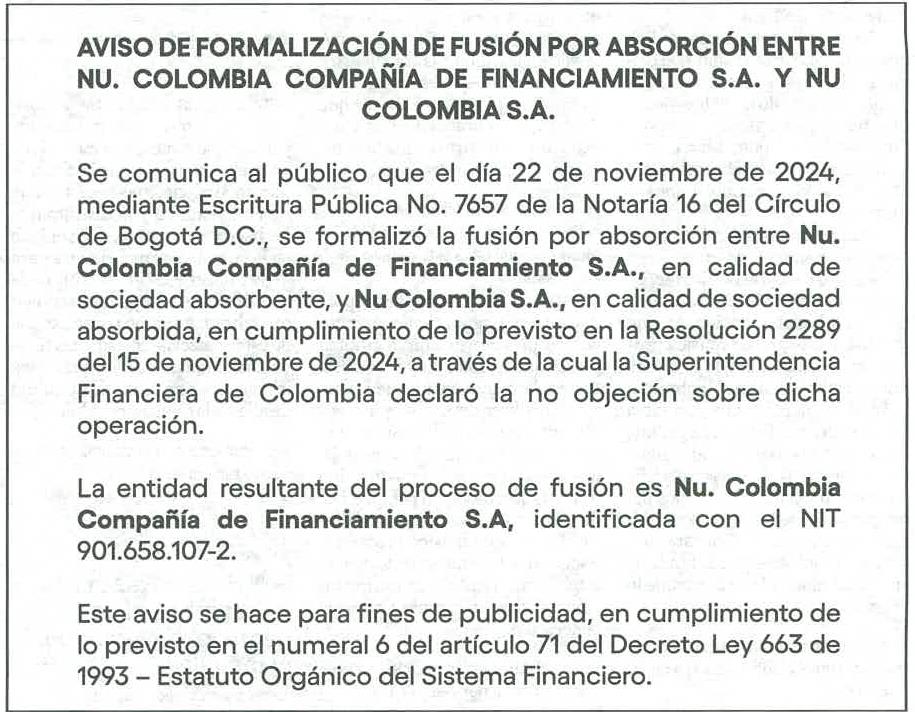 AVISO DE FORMALIZACIÓN DE FUSIÓN POR ABSORCIÓN ENTRE
NU. COLOMBIA COMPAÑÍA DE FINANCIAMIENTO S.A. Y NU
COLOMBIA S.A.
Se comunica al público que el día 22 de noviembre de 2024,
mediante Escritura Pública No. 7657 de la Notaría 16 del Círculo
de Bogotá D.C., se formalizó la fusión por absorción entre Nu.
Colombia Compañía de Financiamiento S.A., en calidad de
sociedad absorbente, y Nu Colombia S.A., en calidad de sociedad
absorbida, en cumplimiento de lo previsto en la Resolución 2289
del 15 de noviembre de 2024, a través de la cual la Superintendencia
Financiera de Colombia declaró la no objeción sobre dicha
operación.
La entidad resultante del proceso de fusión es Nu. Colombia
Compañía de Financiamiento S.A, identificada con el NIT
901.658.107-2.
Este aviso se hace para fines de publicidad, en cumplimiento de
lo previsto en el numeral 6 del artículo 71 del Decreto Ley 663 de
1993 – Estatuto Orgánico del Sistema Financiero.